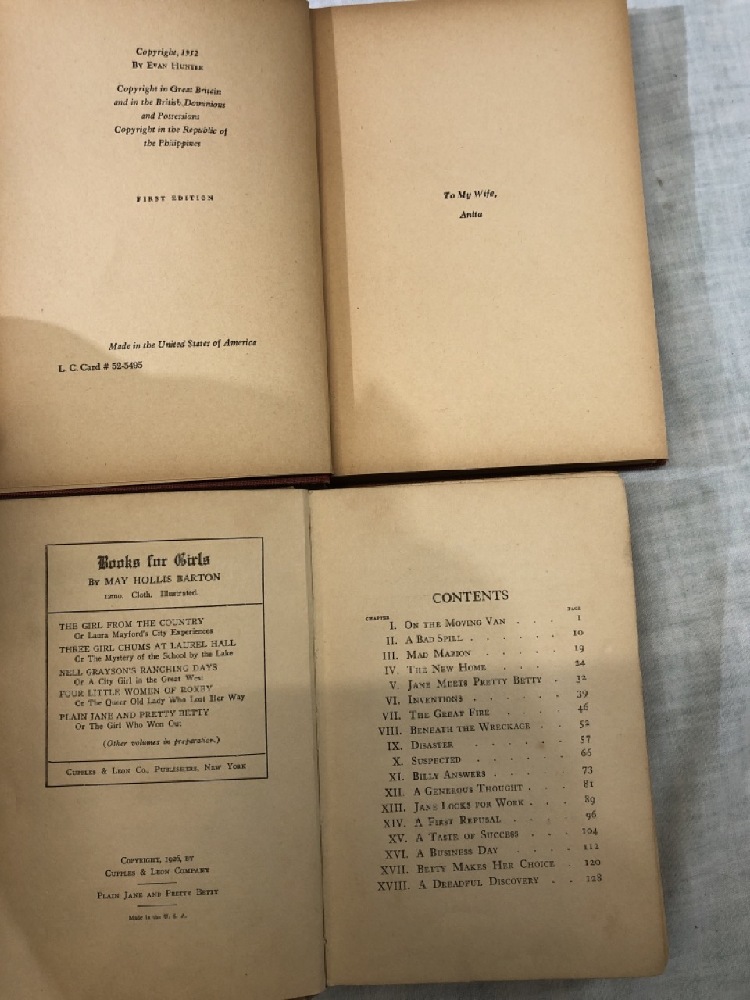 Copyright, 1952
By Evan Hunter
Copyright in Great Britain
and in the British Dominions
and Possessions
Copyright in the Republic of
the Philippines
FIRST EDITION
Made in the United States of America
L. C. Card # 52-5495
To My Wife,
Anita
Books for Girls
By MAY HOLLIS BARTON
12mo. Cloth. Illustrated.
THE GIRL FROM THE COUNTRY
Or Laura Mayford's City Experiences
THREE GIRL CHUMS AT LAUREL HALL
Or The Mystery of the School by the Lake
NELL GRAYSON'S RANCHING DAYS
Or A City Girl in the Great West
FOUR LITTLE WOMEN OF ROXBY
Or The Queer Old Lady Who Lost Her Way
PLAIN JANE AND PRETTY BETTY
Or The Girl Who Won Out
(Other volumes in preparation.)
Cupples & Leon Co., Publishers, New York
Copyright, 1926, by
Cupples & Leon Company
Plain Jane and Pretty Betty
Made in the U. S. A.
CONTENTS
CHAPTER PAGE
I. On the Moving Van . . . 1
II. A Bad Spill . . . . . 10
III. Mad Marion . . . . . 19
IV. The New Home . . . . 24
V. Jane Meets Pretty Betty . 32
VI. Inventions . . . . . 39
VII. The Great Fire . . . . 46
VIII. Beneath the Wreckage . . 52
IX. Disaster . . . . . 57
X. Suspected . . . . . 65
XI. Billy Answers . . . . 73
XII. A Generous Thought . . . 81
XIII. Jane Looks for Work . . . 89
XIV. A First Refusal . . . . 96
XV. A Taste of Success . . . 104
XVI. A Business Day . . . . 112
XVII. Betty Makes Her Choice . 120
XVIII. A Dreadful Discovery . . 128